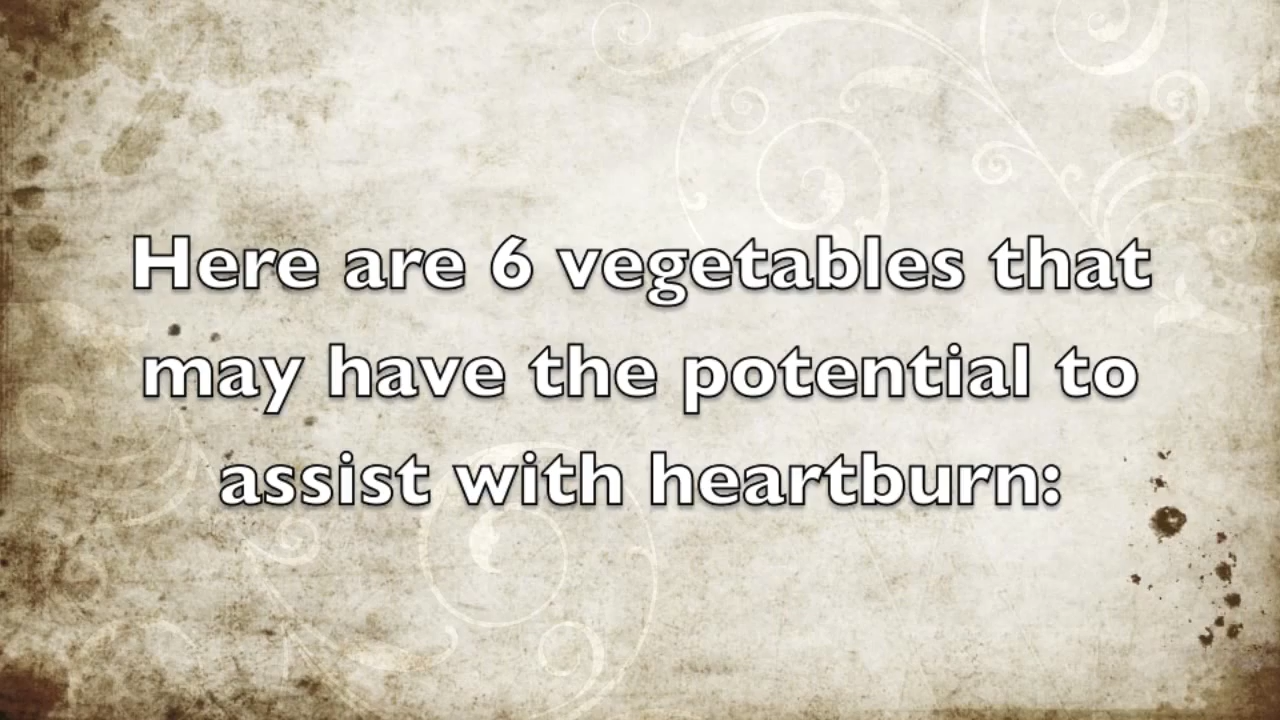 Here are 6 vegetables that
may have the potential to
assist with heartburn: